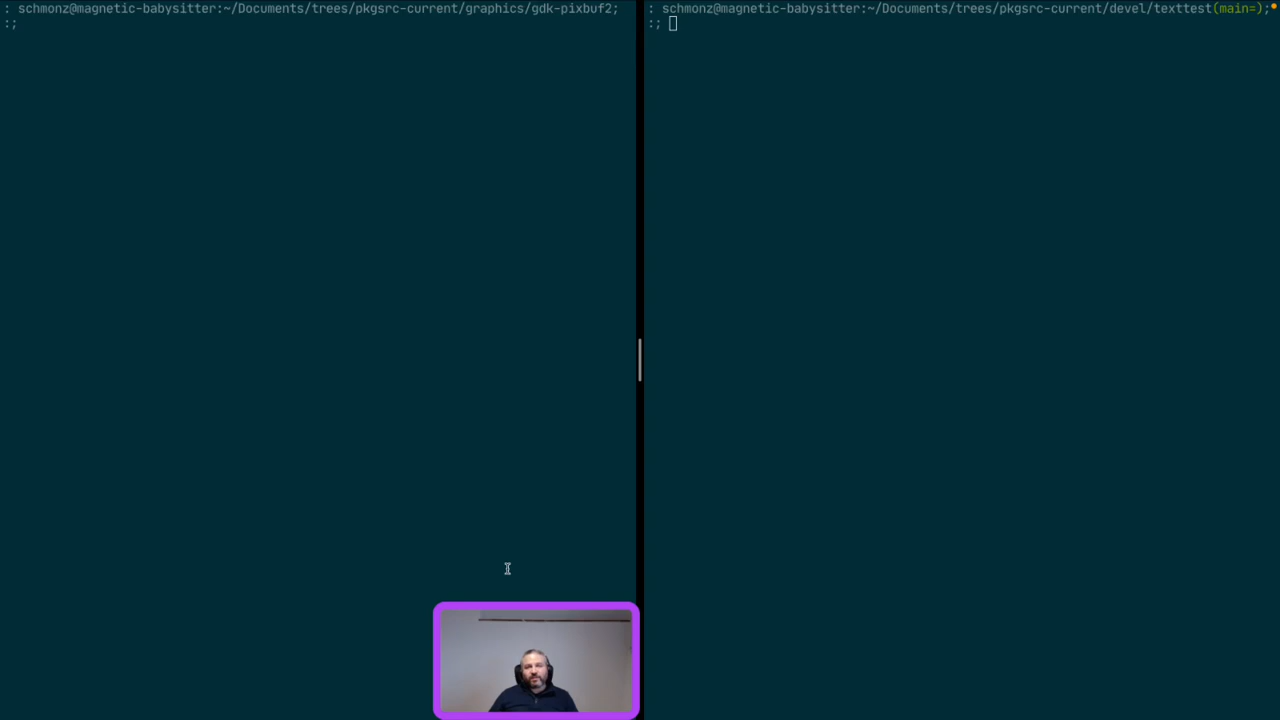 : schmonz@magnetic-babysitter:~/Documents/trees/pkgsrc-current/graphics/gdk-pixbuf2;
:;
: schmonz@magnetic-babysitter:~/Documents/trees/pkgsrc-current/devel/texttest(main=);
:;